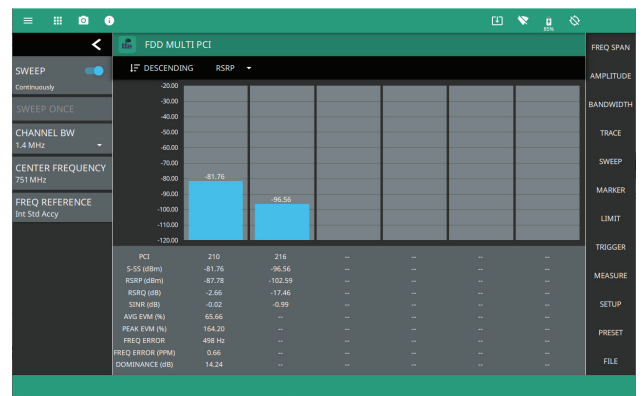 85%
FDD MULTI PCI
FREQ SPAN
SWEEP
Continuously
DESCENDING RSRP
AMPLITUDE
SWEEP ONCE
BANDWIDTH
CHANNEL BW
1.4 MHz
TRACE
CENTER FREQUENCY
751 MHz
SWEEP
FREQ REFERENCE
Int Std Accy
MARKER
LIMIT
TRIGGER
MEASURE
SETUP
PRESET
FILE
-20.00
-30.00
-40.00
-50.00
-60.00
-70.00
-80.00
-90.00
-100.00
-110.00
-120.00
-81.76
-96.56
PCI 210 216 -- -- -- --
S-SS (dBm) -81.76 -96.56 -- -- -- --
RSRP (dBm) -87.78 -102.59 -- -- -- --
RSRQ (dB) -2.66 -17.46 -- -- -- --
SINR (dB) -0.02 -0.99 -- -- -- --
AVG EVM (%) 65.66 -- -- -- -- --
PEAK EVM (%) 164.20 -- -- -- -- --
FREQ ERROR 498 Hz -- -- -- -- --
FREQ ERROR (PPM) 0.66 -- -- -- -- --
DOMINANCE (dB) 14.24 -- -- -- -- --